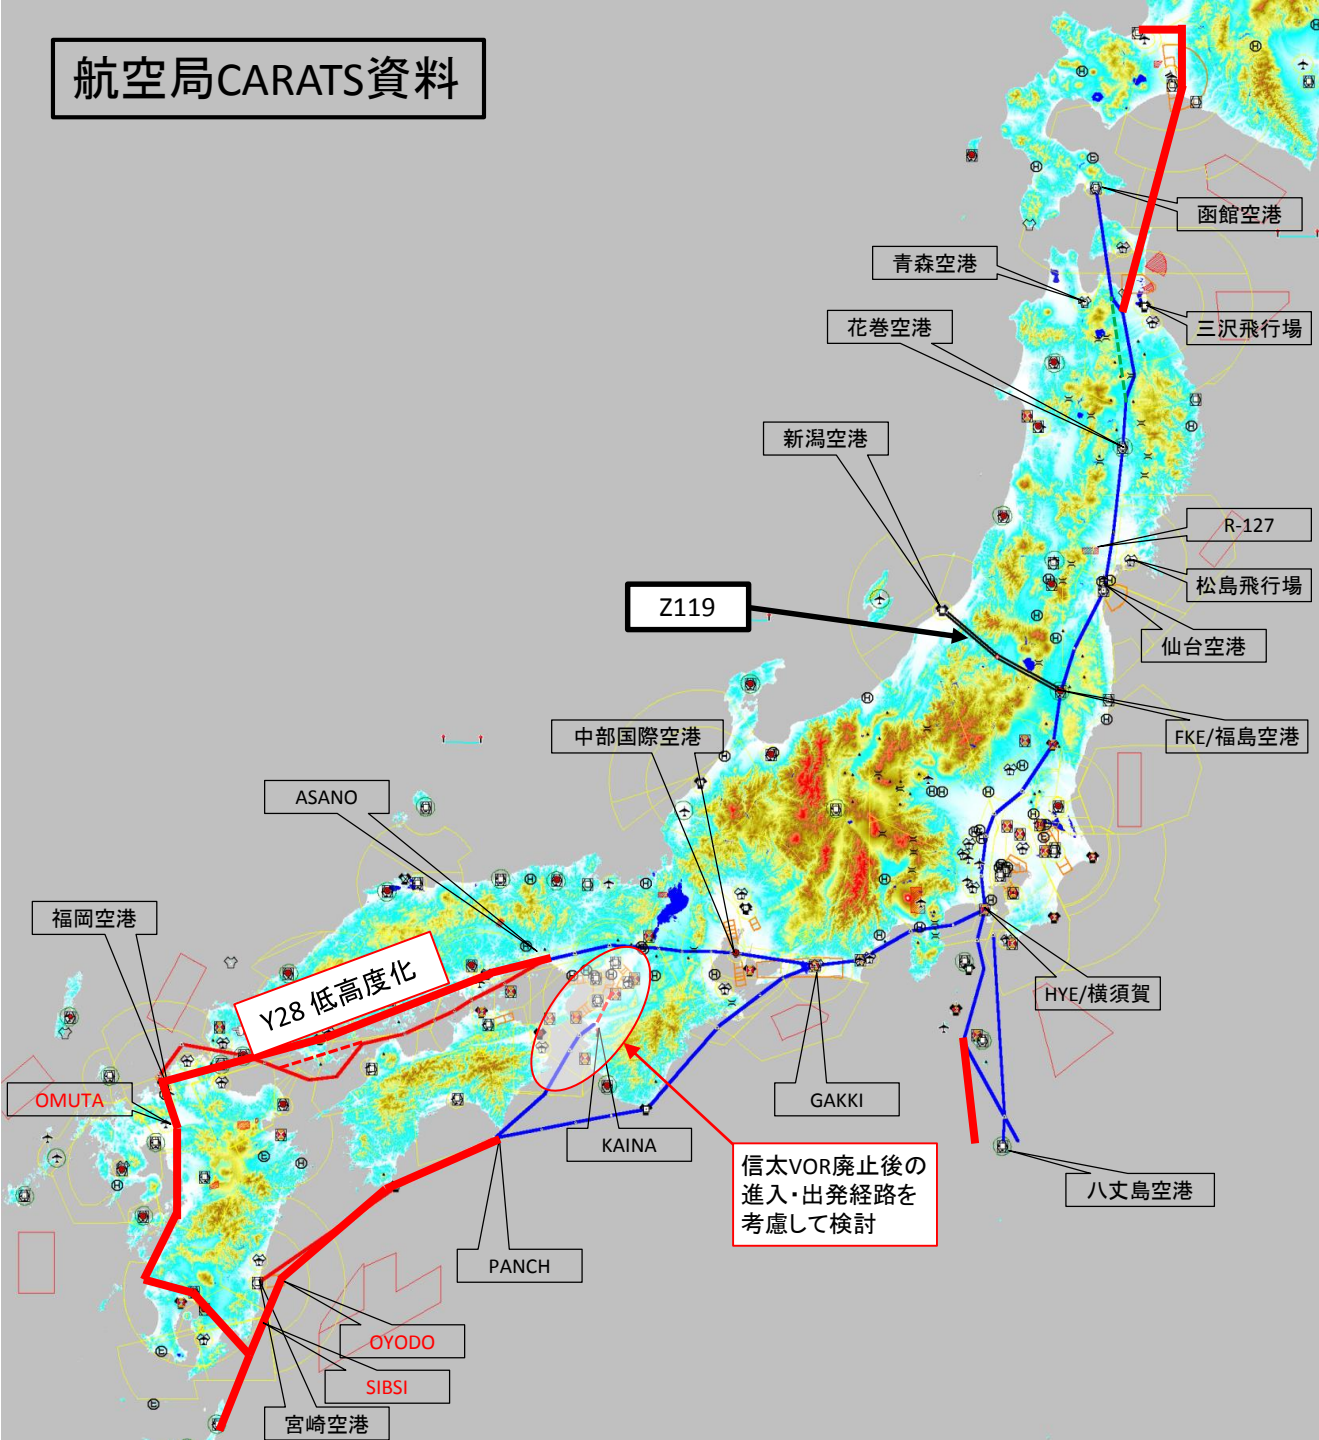 航空局CARATS資料
函館空港
青森空港
三沢飛行場
花巻空港
新潟空港
R-127
松島飛行場
Z119
仙台空港
FKE/福島空港
中部国際空港
ASANO
福岡空港
Y28 低高度化
HYE/横須賀
OMUTA
GAKKI
KAINA
信太VOR廃止後の
進入・出発経路を
考慮して検討
八丈島空港
PANCH
OYODO
SIBSI
宮崎空港